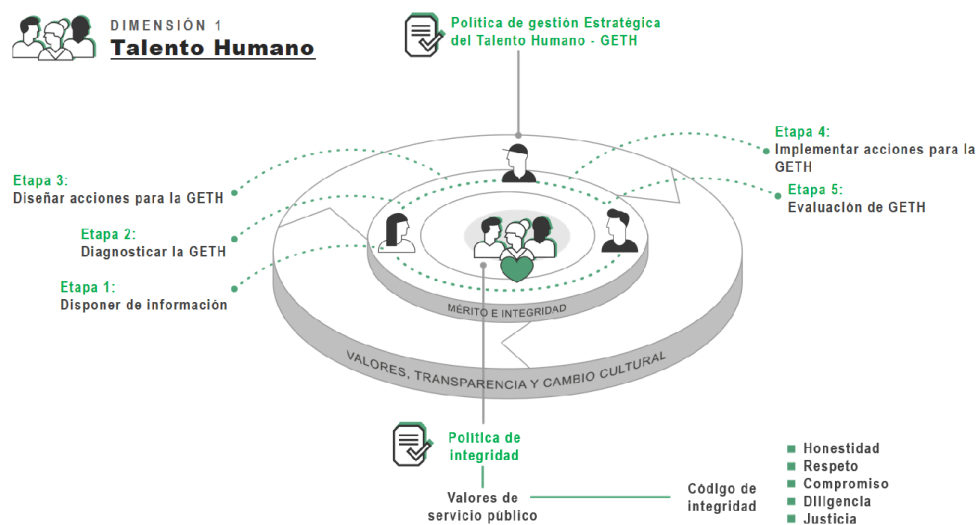 DIMENSIÓN 1
Talento Humano
Política de gestión Estratégica
del Talento Humano - GETH
Etapa 3:
Diseñar acciones para la GETH
Etapa 2:
Diagnosticar la GETH
Etapa 1:
Disponer de información
Etapa 4:
Implementar acciones para la
GETH
Etapa 5:
Evaluación de GETH
MÉRITO E INTEGRIDAD
VALORES, TRANSPARENCIA Y CAMBIO CULTURAL
Política de
integridad
Valores de
servicio público
Código de
integridad
Honestidad
Respeto
Compromiso
Diligencia
Justicia